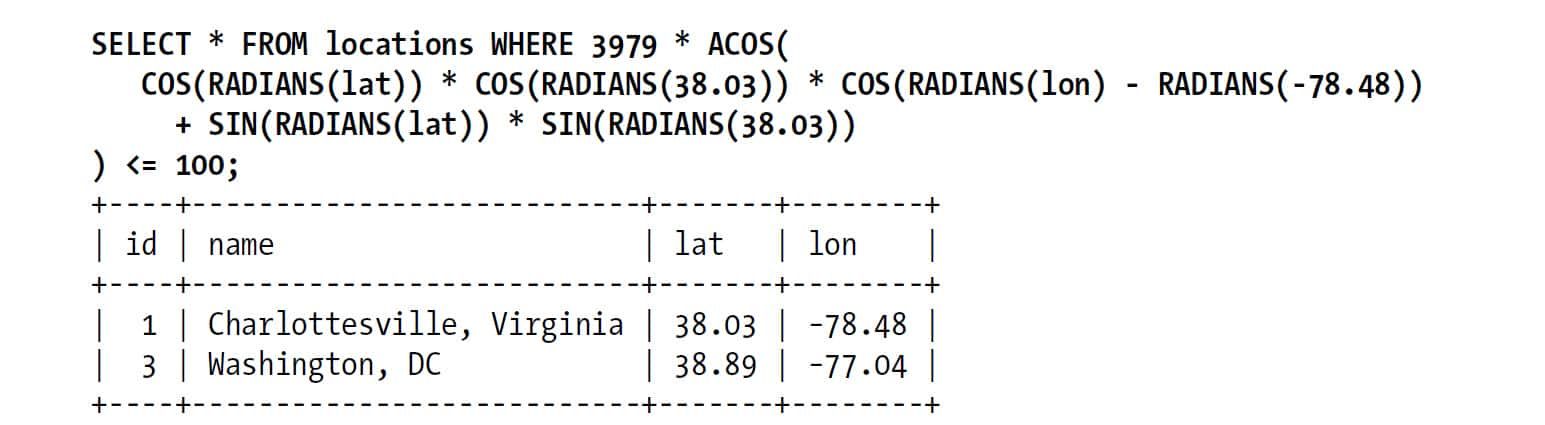 SELECT * FROM locations WHERE 3979 * ACOS(
   COS(RADIANS(lat)) * COS(RADIANS(38.03)) * COS(RADIANS(lon) - RADIANS(-78.48))
     + SIN(RADIANS(lat)) * SIN(RADIANS(38.03))
) <= 100;
+----+---------------------------+-------+--------+
| id | name                      | lat   | lon    |
+----+---------------------------+-------+--------+
|  1 | Charlottesville, Virginia | 38.03 | -78.48 |
|  3 | Washington, DC            | 38.89 | -77.04 |
+----+---------------------------+-------+--------+